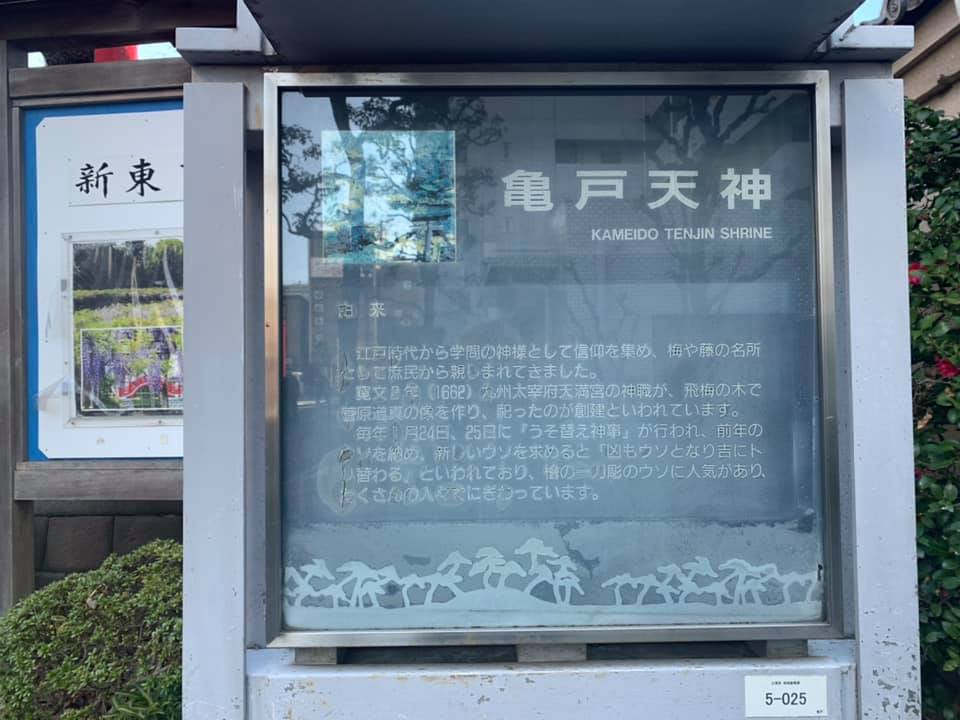 新東
亀戸天神
KAMEIDO TENJIN SHRINE
由来
江戸時代から学問の神様として信仰を集め、梅や藤の名所
として庶民から親しまれてきました。
寛文2年(1662)九州太宰府天満宮の神職が、飛梅の木で
菅原道真の像を作り、祀ったのが創建といわれています。
毎年1月24日、25日に『うそ替え神事』が行われ、前年の
ウソを納め、新しいウソを求めると「凶もウソとなり吉にト
リ替わる」といわれており、檜の一刀彫のウソに人気があり、
たくさんの人々でにぎわっています。
5-025